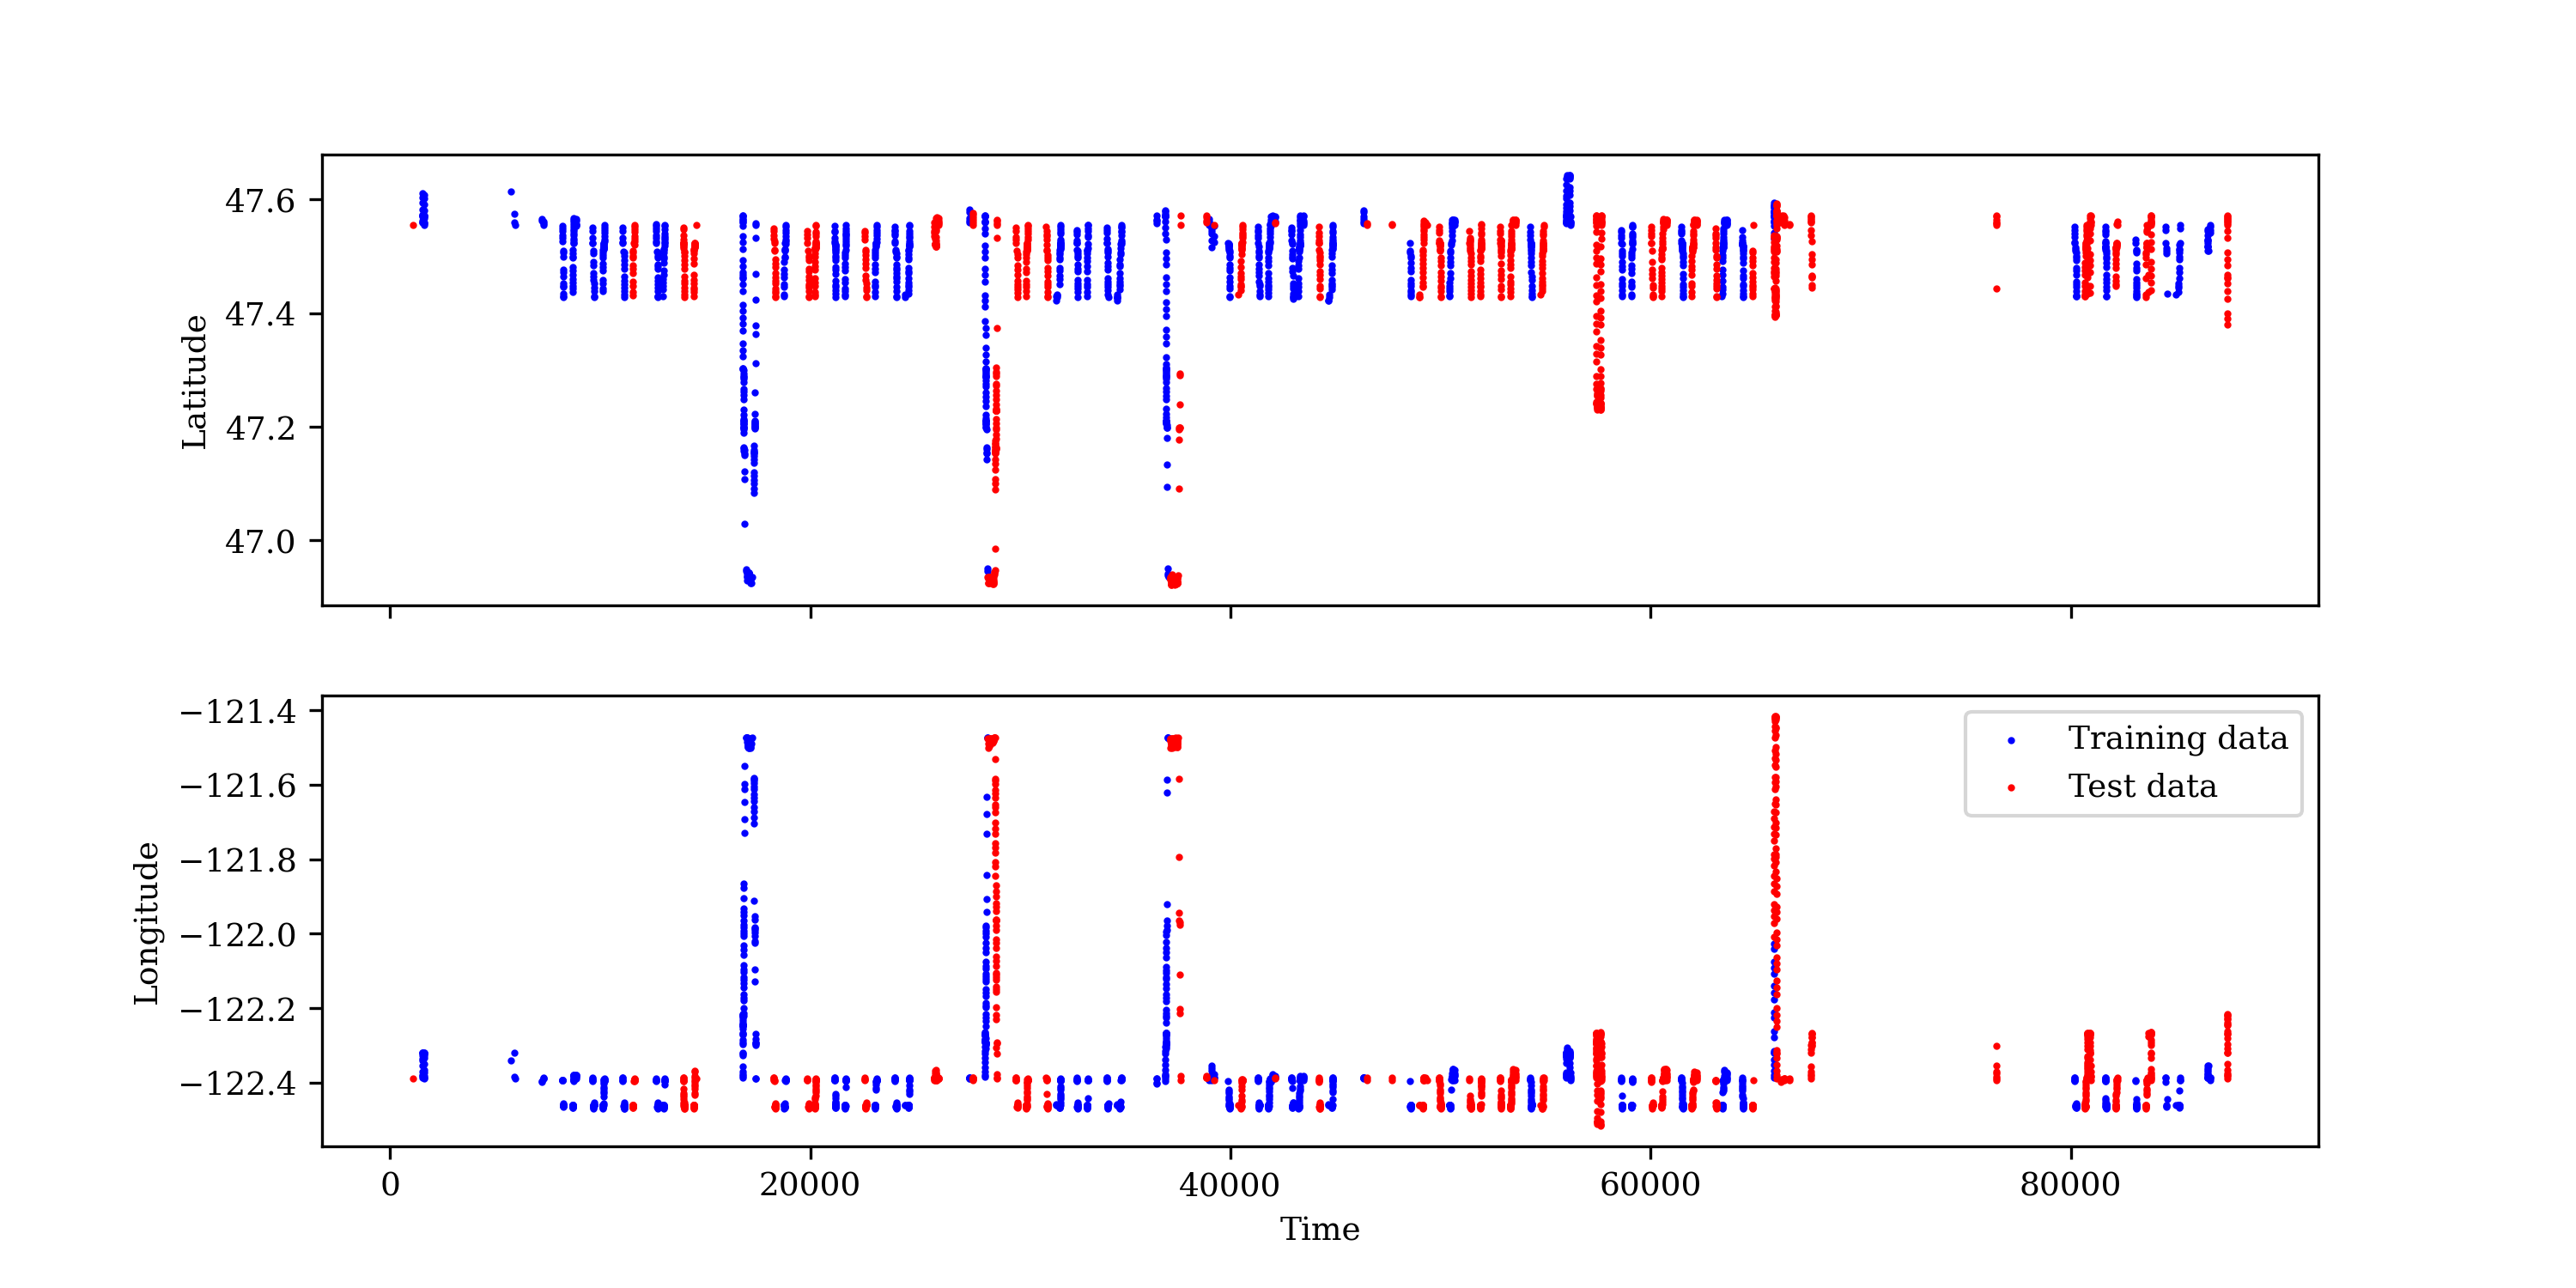 47.6
47.4
47.2
47.0
Latitude
−121.4
−121.6
−121.8
−122.0
−122.2
−122.4
Longitude
Training data
Test data
0 20000 40000 60000 80000
Time